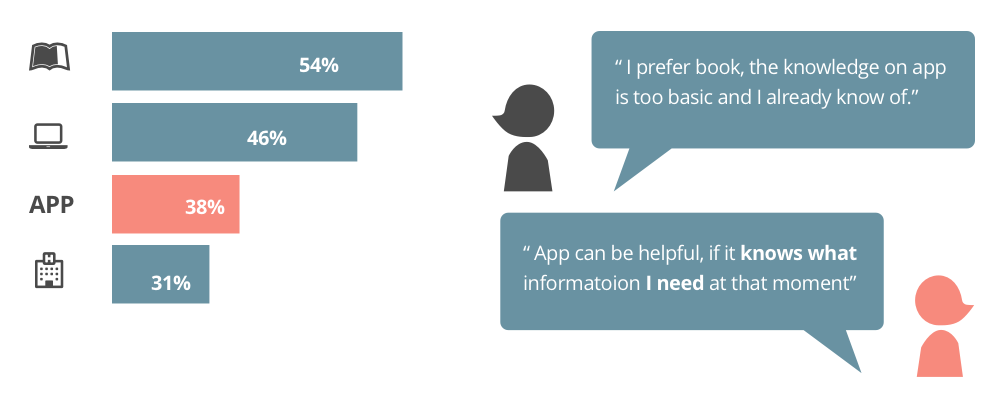 54%
46%
APP
38%
31%
“ I prefer book, the knowledge on app
is too basic and I already know of.”
“ App can be helpful, if it knows what
informatoion I need at that moment”